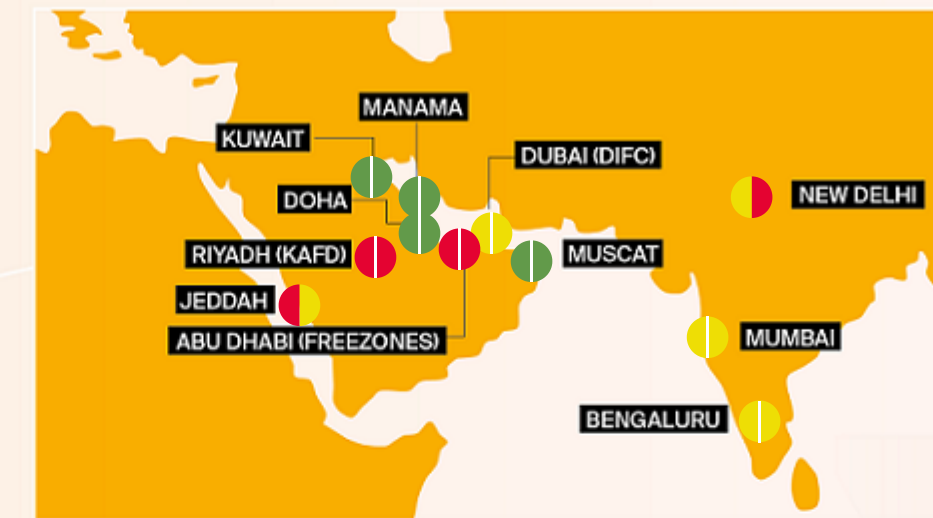 MANAMA
KUWAIT
DUBAI (DIFC)
DOHA
NEW DELHI
RIYADH (KAFD)
MUSCAT
JEDDAH
ABU DHABI (FREEZONES)
MUMBAI
BENGALURU